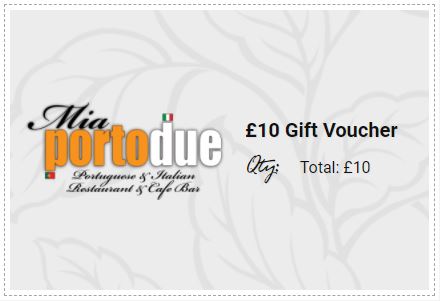 Mia
portodue
Portuguese & Italian
Restaurant & Cafe Bar
£10 Gift Voucher
Qty: Total: £10